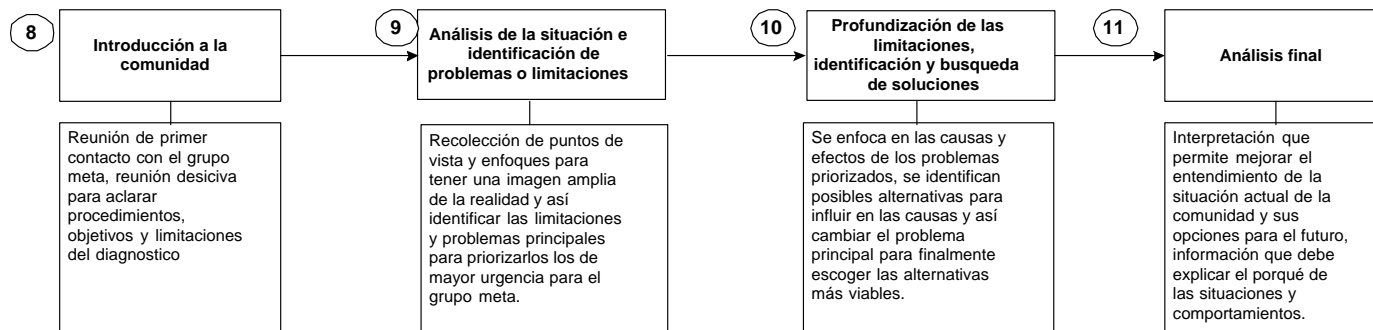 8
Introducción a la
comunidad
Reunión de primer
contacto con el grupo
meta, reunión desiciva
para aclarar
procedimientos,
objetivos y limitaciones
del diagnostico
9
Análisis de la situación e
identificación de
problemas o limitaciones
Recolección de puntos de
vista y enfoques para
tener una imagen amplia
de la realidad y así
identificar las limitaciones
y problemas principales
para priorizarlos los de
mayor urgencia para el
grupo meta.
10
Profundización de las
limitaciones,
identificación y busqueda
de soluciones
Se enfoca en las causas y
efectos de los problemas
priorizados, se identifican
posibles alternativas para
influir en las causas y así
cambiar el problema
principal para finalmente
escoger las alternativas
más viables.
11
Análisis final
Interpretación que
permite mejorar el
entendimiento de la
situación actual de la
comunidad y sus
opciones para el futuro,
información que debe
explicar el porqué de
las situaciones y
comportamientos.